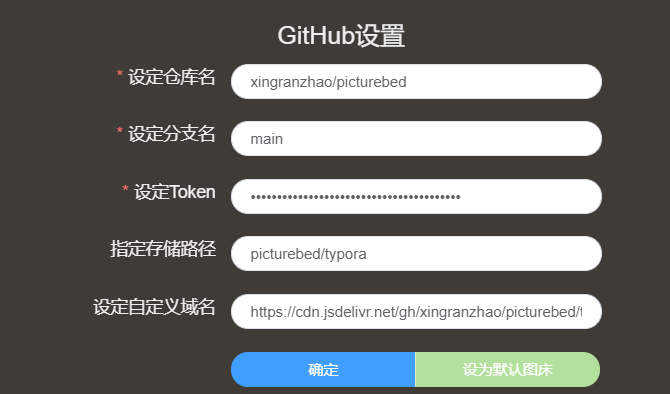 GitHub设置
* 设定仓库名 xingranzhao/picturebed
* 设定分支名 main
* 设定Token ••••••••••••••••••••••••••••••••••••••••
指定存储路径 picturebed/typora
设定自定义域名 https://cdn.jsdelivr.net/gh/xingranzhao/picturebed/t
确定 设为默认图床